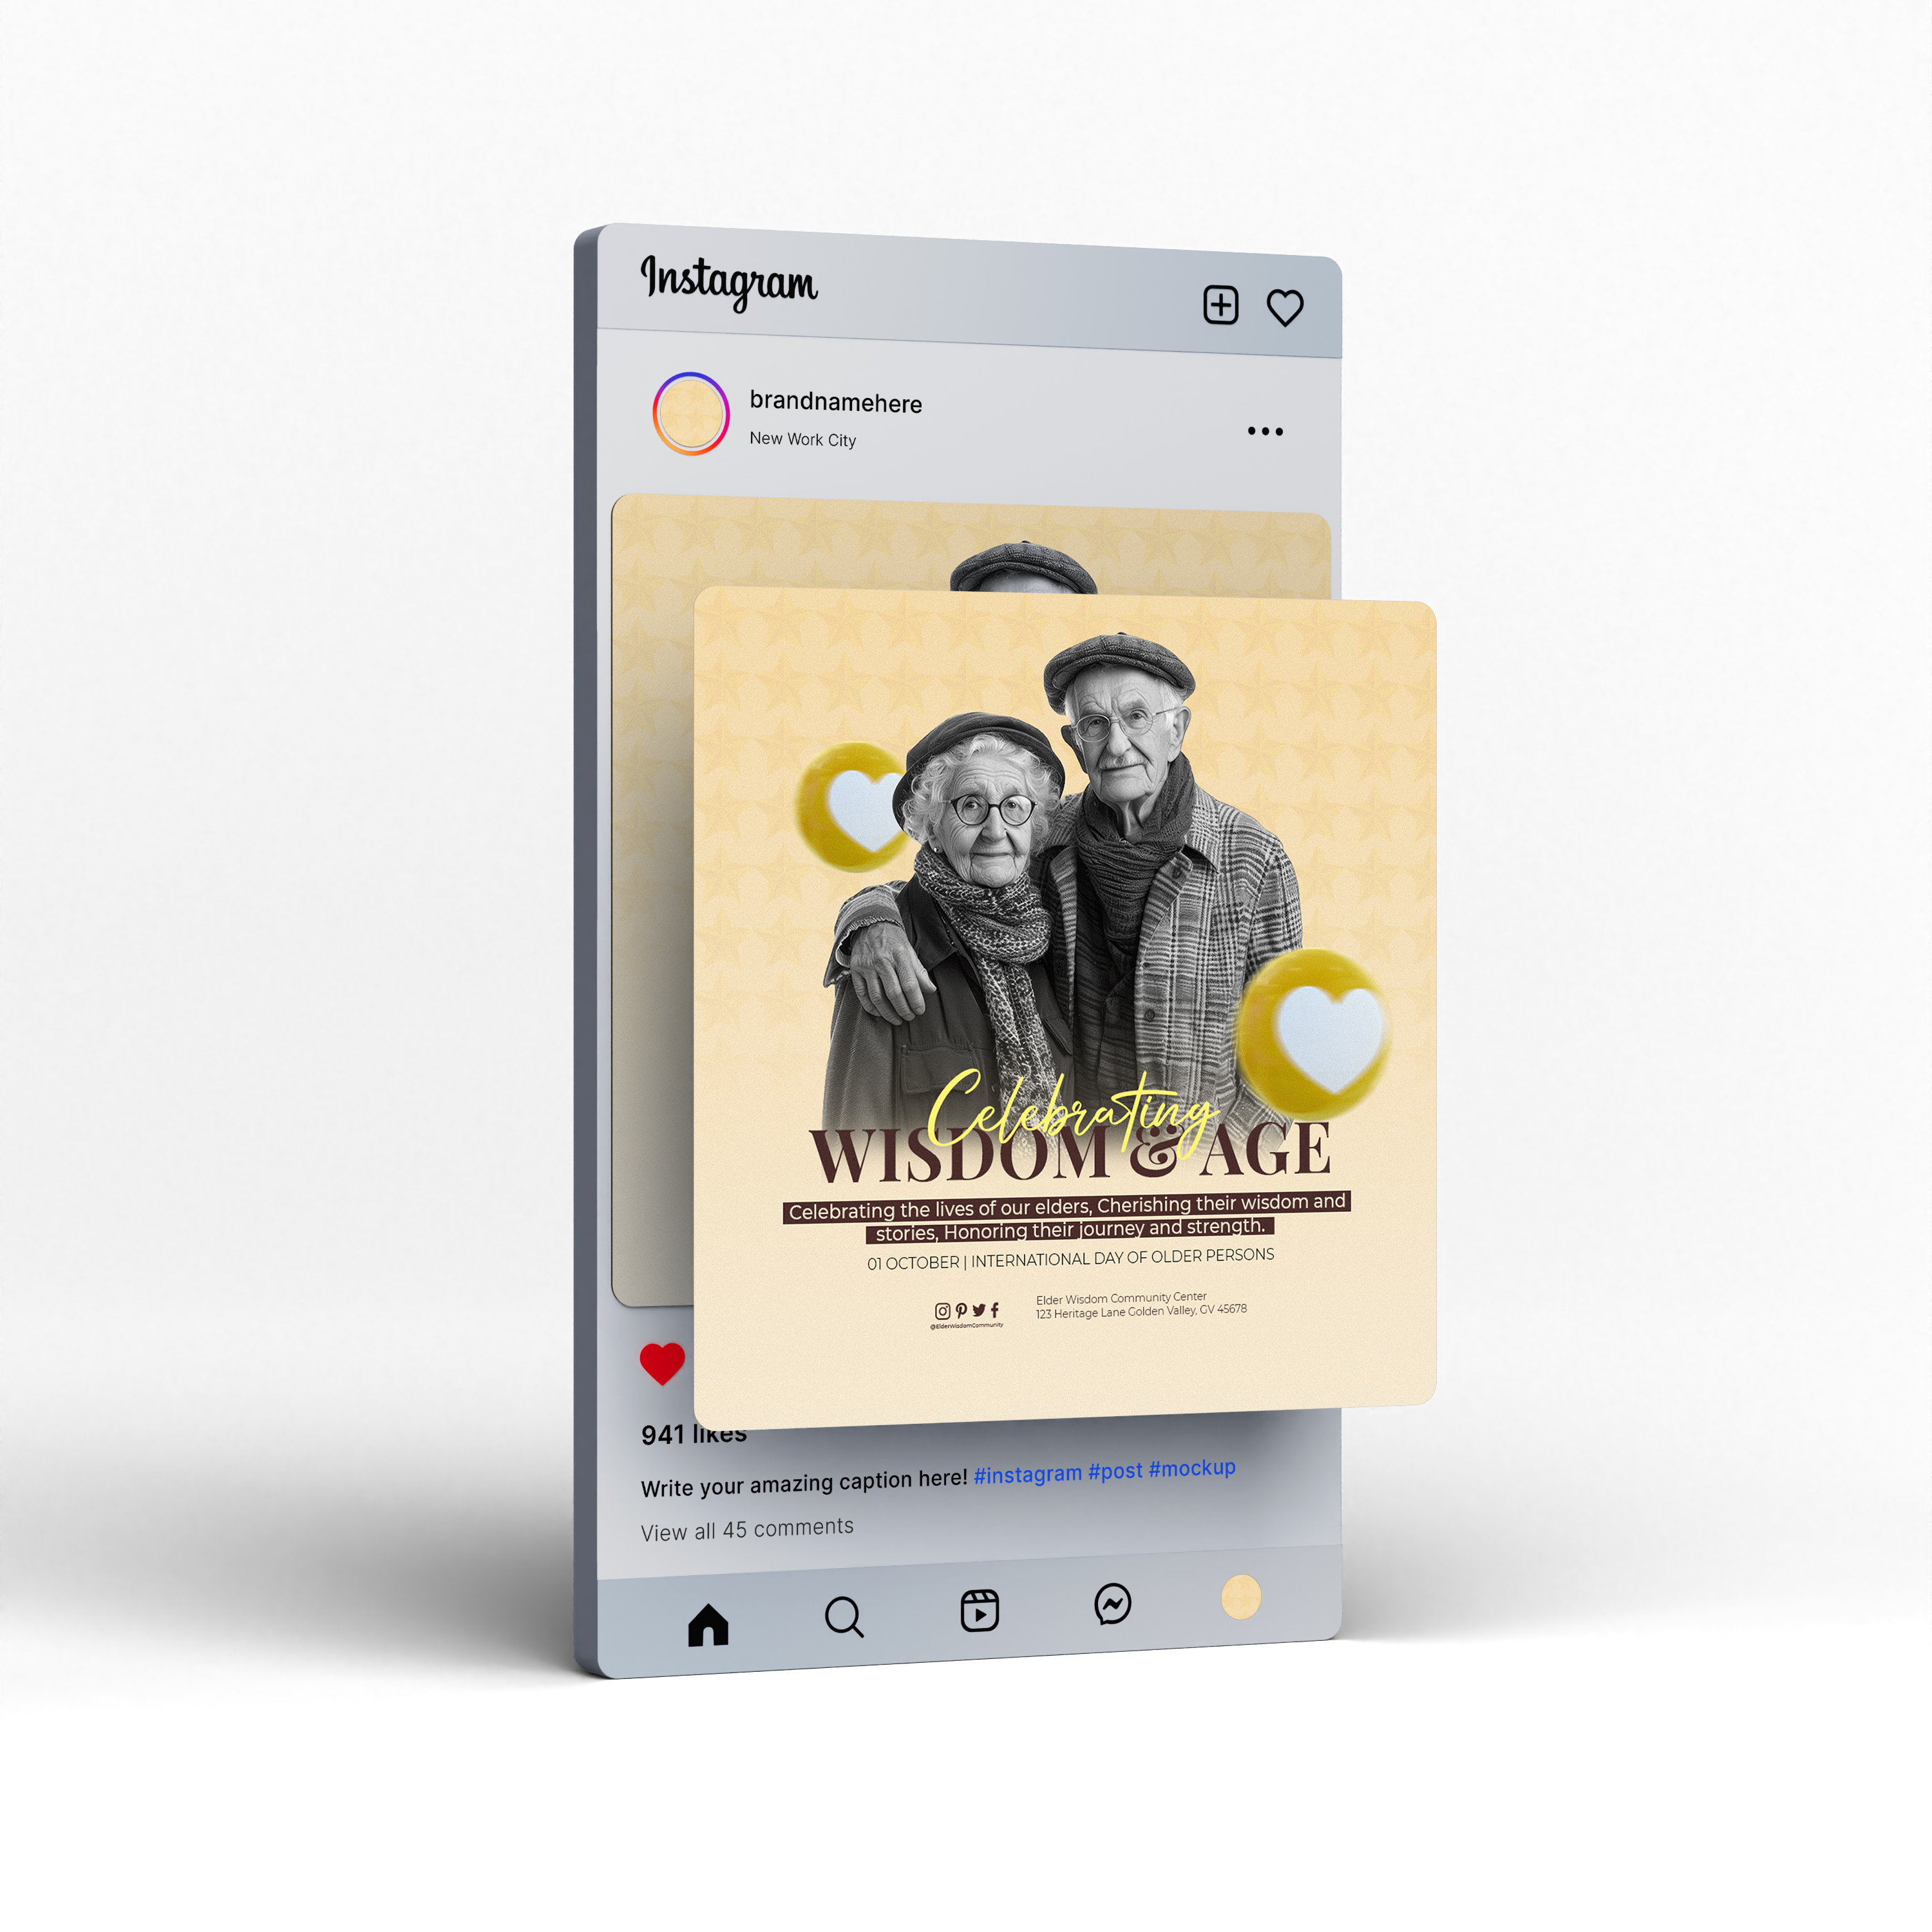 Instagram
brandnamehere
New Work City
Celebrating
WISDOM & AGE
Celebrating the lives of our elders, Cherishing their wisdom and
stories, Honoring their journey and strength.
01 OCTOBER | INTERNATIONAL DAY OF OLDER PERSONS
@ElderWisdomCommunity
Elder Wisdom Community Center
123 Heritage Lane Golden Valley, GV 45678
941 likes
Write your amazing caption here! #instagram #post #mockup
View all 45 comments